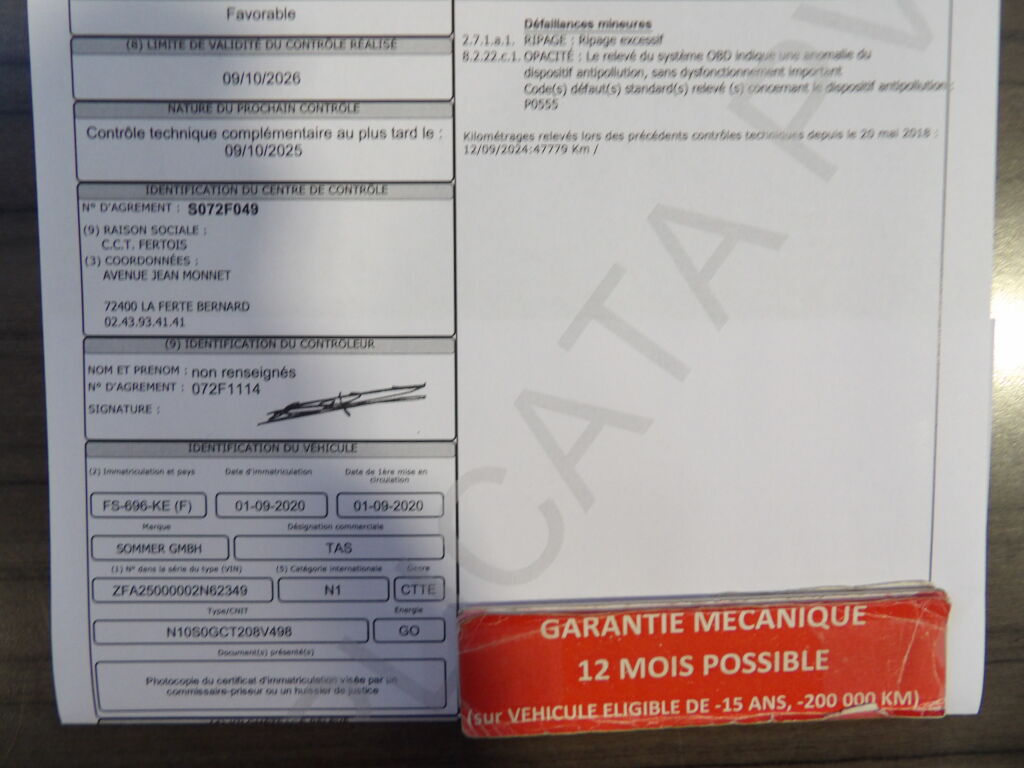 Favorable
(8) LIMITE DE VALIDITÉ DU CONTRÔLE RÉALISÉ
09/10/2026
NATURE DU PROCHAIN CONTRÔLE
Contrôle technique complémentaire au plus tard le :
09/10/2025
IDENTIFICATION DU CENTRE DE CONTRÔLE
N° D'AGREMENT : S072F049
(9) RAISON SOCIALE :
C.C.T. FERTOIS
(3) COORDONNÉES :
AVENUE JEAN MONNET
72400 LA FERTE BERNARD
02.43.93.41.41
(9) IDENTIFICATION DU CONTRÔLEUR
NOM ET PRENOM : non renseignés
N° D'AGREMENT : 072F1114
SIGNATURE :
IDENTIFICATION DU VÉHICULE
(2) Immatriculation et pays Date d'immatriculation Date de 1ère mise en circulation
FS-696-KE (F) 01-09-2020 01-09-2020
Marque Désignation commerciale
SOMMER GMBH TAS
(1) N° dans la série du type (VIN) (5) Catégorie internationale Genre
ZFA25000002N62349 N1 CTTE
Type/CNIT Energie
N10S0GCT208V498 GO
Document(s) présenté(s)
Photocopie du certificat d'immatriculation visée par un
commissaire-priseur ou un huissier de justice
Défaillances mineures
2.7.1.a.1. RIPAGE : Ripage excessif
8.2.22.c.1. OPACITÉ : Le relevé du système OBD indique une anomalie du
dispositif antipollution, sans dysfonctionnement important
Code(s) défaut(s) standard(s) relevé (s) concernant le dispositif antipollution :
P0555
Kilométrages relevés lors des précédents contrôles techniques depuis le 20 mai 2018 :
12/09/2024:47779 Km /
PLICATA PV
GARANTIE MECANIQUE
12 MOIS POSSIBLE
(sur VEHICULE ELIGIBLE DE -15 ANS, -200 000 KM)